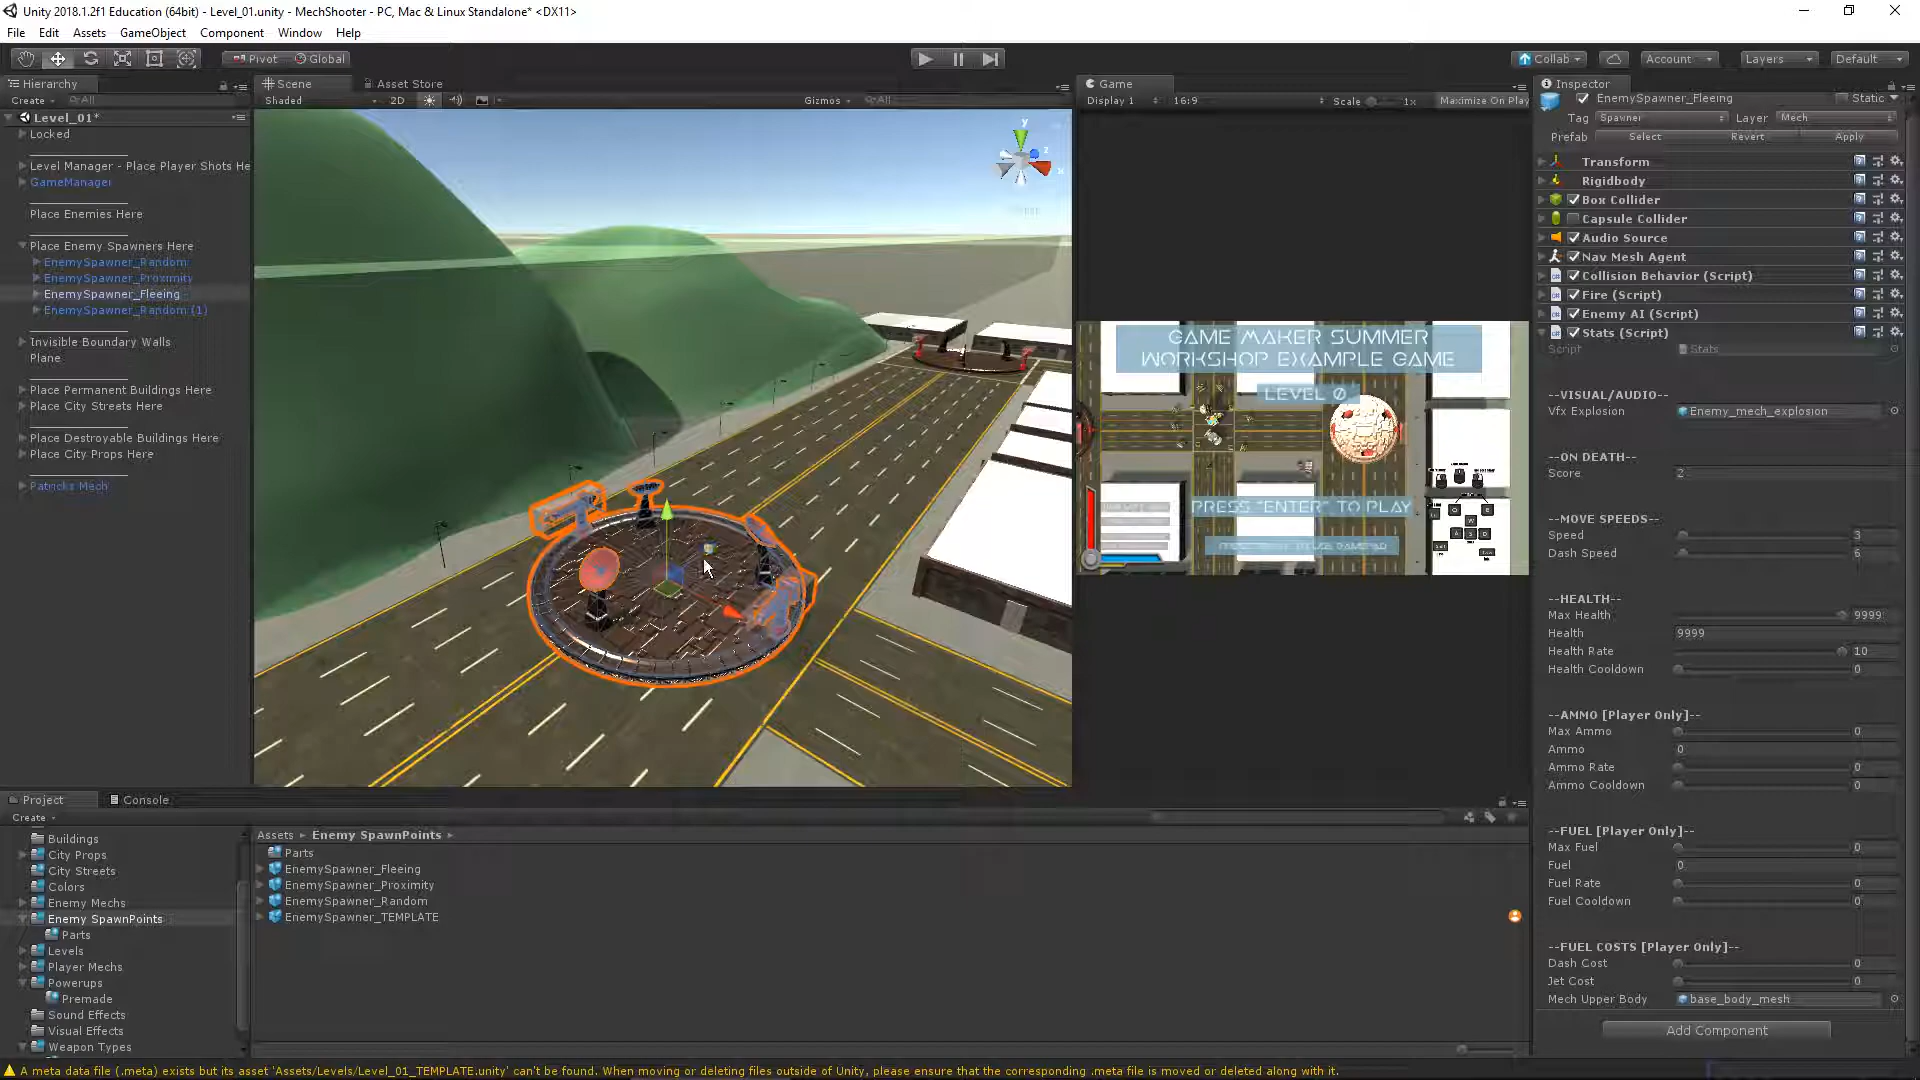 Unity 2018.1.2f1 Education (64bit) - Level_01.unity - MechShooter - PC, Mac & Linux Standalone* <DX11>
File Edit Assets GameObject Component Window Help
Pivot Global
Collab Account Layers Default
Hierarchy
Create All
Level_01*
Locked
Level Manager - Place Player Shots He
GameManager
Place Enemies Here
Place Enemy Spawners Here
EnemySpawner_Random
EnemySpawner_Proximity
EnemySpawner_Fleeing
EnemySpawner_Random (1)
Invisible Boundary Walls
Plane
Place Permanent Buildings Here
Place City Streets Here
Place Destroyable Buildings Here
Place City Props Here
Patricks Mech
Scene Asset Store
Shaded 2D Gizmos All
y
z
x
Game
Display 1 16:9 Scale 1x Maximize On Play
GAME MAKER SUMMER
WORKSHOP EXAMPLE GAME
LEVEL 0
PRESS "ENTER" TO PLAY
Inspector
EnemySpawner_Fleeing Static
Tag Spawner Layer Mech
Prefab Select Revert Apply
Transform
Rigidbody
Box Collider
Capsule Collider
Audio Source
Nav Mesh Agent
Collision Behavior (Script)
Fire (Script)
Enemy AI (Script)
Stats (Script)
Script Stats
--VISUAL/AUDIO--
Vfx Explosion Enemy_mech_explosion
--ON DEATH--
Score 2
--MOVE SPEEDS--
Speed 3
Dash Speed 6
--HEALTH--
Max Health 9999
Health 9999
Health Rate 10
Health Cooldown 0
--AMMO [Player Only]--
Max Ammo 0
Ammo 0
Ammo Rate 0
Ammo Cooldown 0
--FUEL [Player Only]--
Max Fuel 0
Fuel 0
Fuel Rate 0
Fuel Cooldown 0
--FUEL COSTS [Player Only]--
Dash Cost 0
Jet Cost 0
Mech Upper Body base_body_mesh
Add Component
Project Console
Create
Buildings
City Props
City Streets
Colors
Enemy Mechs
Enemy SpawnPoints
Parts
Levels
Player Mechs
Powerups
Premade
Sound Effects
Visual Effects
Weapon Types
Assets Enemy SpawnPoints
Parts
EnemySpawner_Fleeing
EnemySpawner_Proximity
EnemySpawner_Random
EnemySpawner_TEMPLATE
A meta data file (.meta) exists but its asset 'Assets/Levels/Level_01_TEMPLATE.unity' can't be found. When moving or deleting files outside of Unity, please ensure that the corresponding .meta file is moved or deleted along with it.